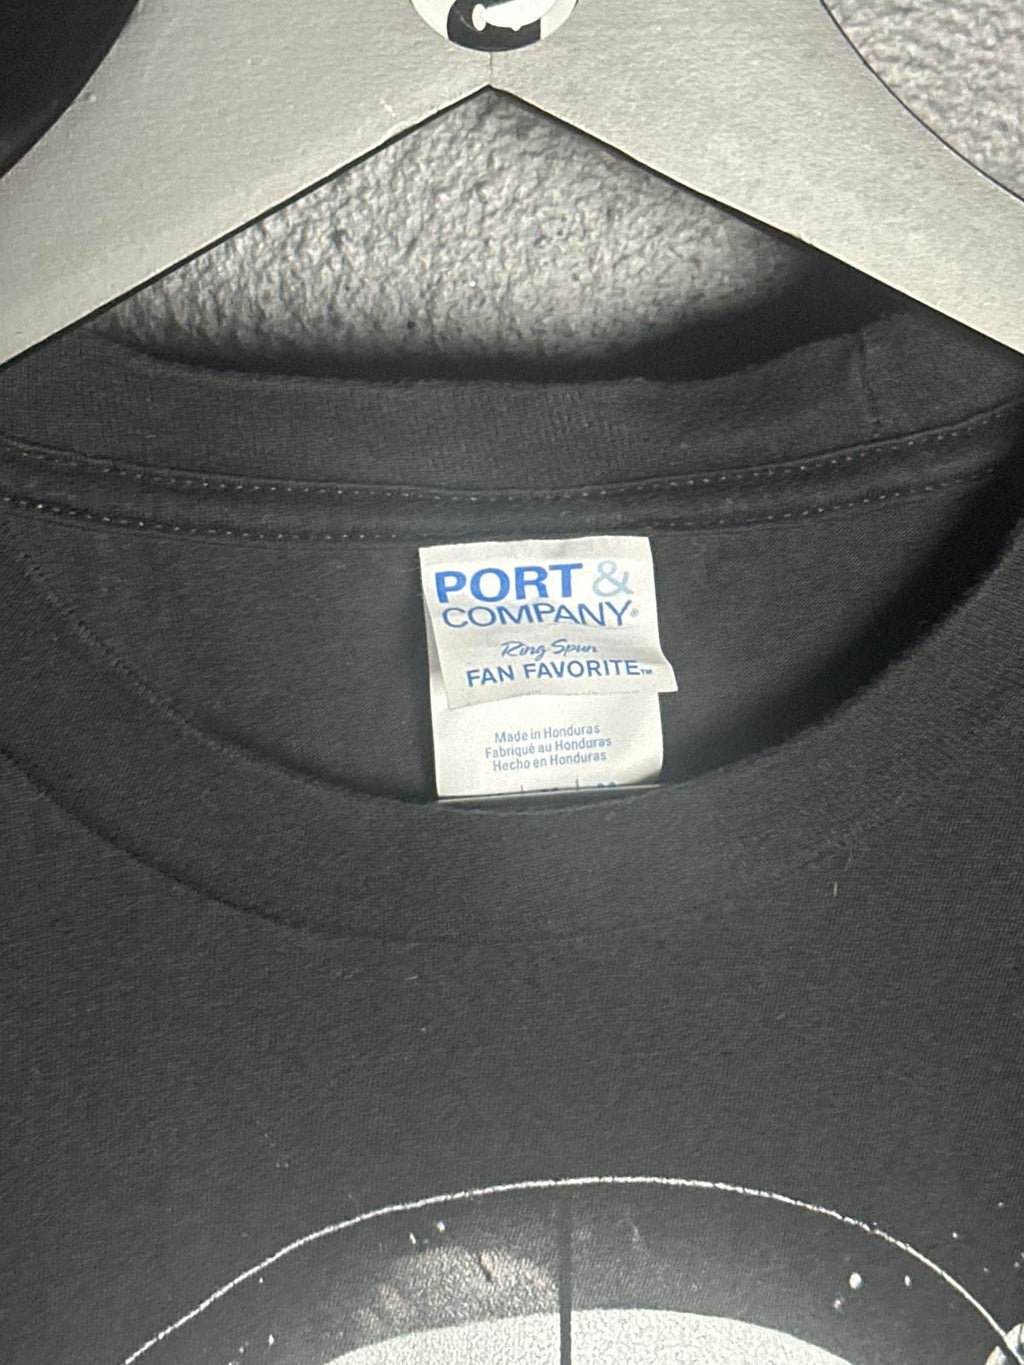 PORT &
COMPANY®
Ring Spun
FAN FAVORITE™
Made in Honduras
Fabriqué au Honduras
Hecho en Honduras